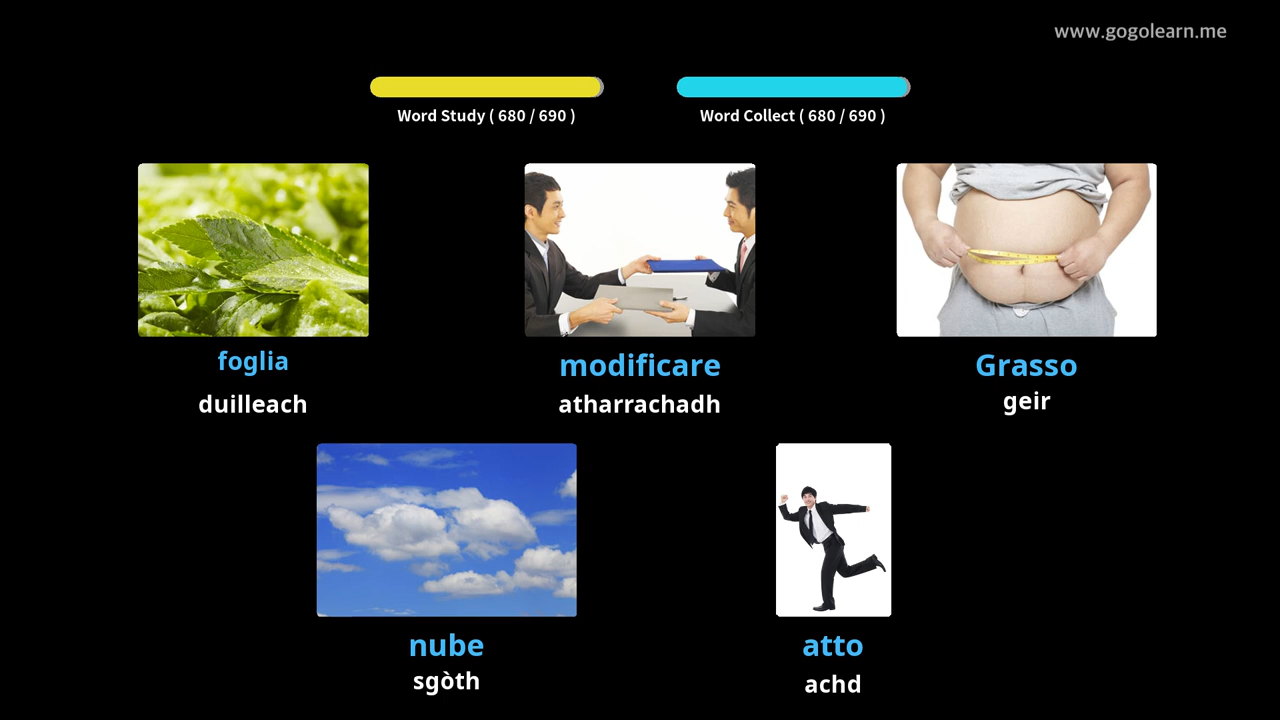 www.gogolearn.me
Word Study ( 680 / 690 )
Word Collect ( 680 / 690 )
foglia
duilleach
modificare
atharrachadh
Grasso
geir
nube
sgòth
atto
achd